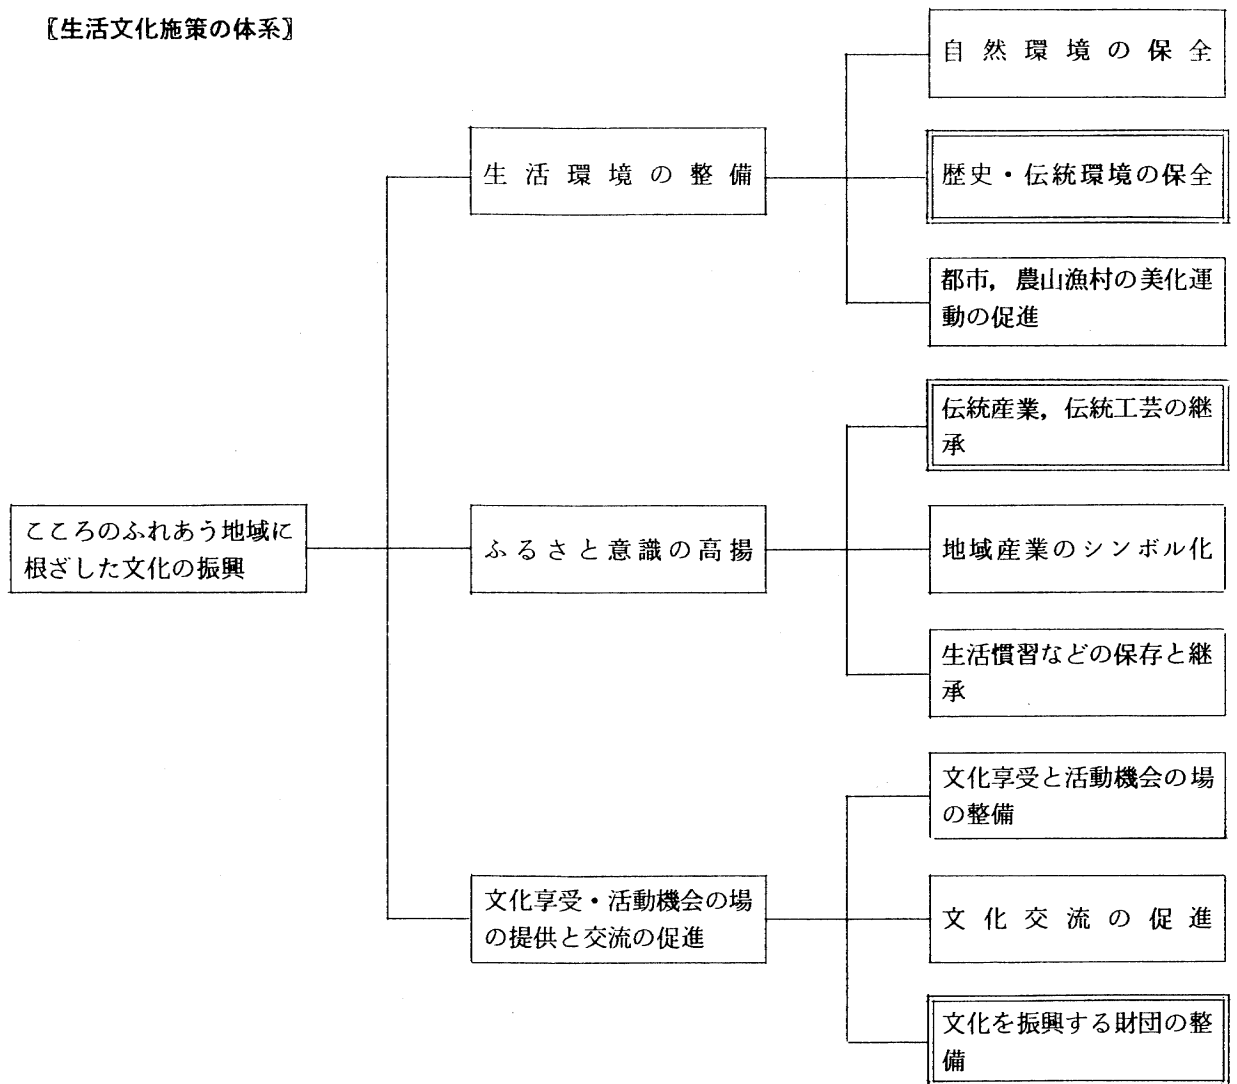 〖生活文化施策の体系〗
自然環境の保全
生活環境の整備
歴史・伝統環境の保全
都市，農山漁村の美化運
動の促進
伝統産業，伝統工芸の継
承
こころのふれあう地域に
根ざした文化の振興
ふるさと意識の高揚
地域産業のシンボル化
生活慣習などの保存と継
承
文化享受と活動機会の場
の整備
文化享受・活動機会の場
の提供と交流の促進
文化交流の促進
文化を振興する財団の整
備